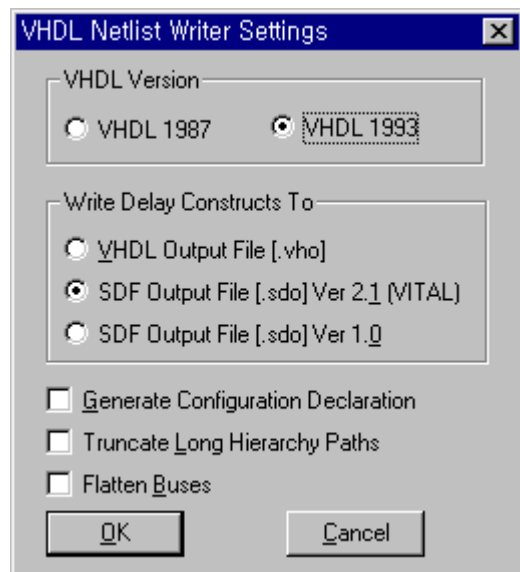 VHDL Netlist Writer Settings
VHDL Version
VHDL 1987 VHDL 1993
Write Delay Constructs To
VHDL Output File [.vho]
SDF Output File [.sdo] Ver 2.1 (VITAL)
SDF Output File [.sdo] Ver 1.0
Generate Configuration Declaration
Truncate Long Hierarchy Paths
Flatten Buses
OK Cancel